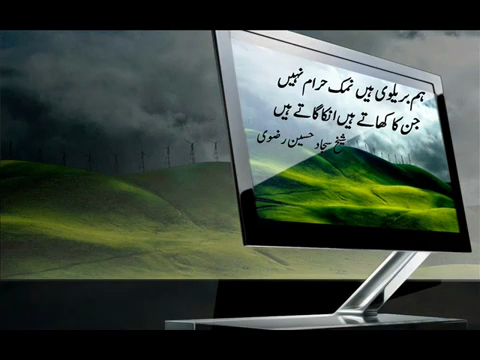 ہم بریلوی ہیں نمک حرام نہیں
جن کا کھاتے ہیں انکا گاتے ہیں
شیخ سجاد حسین رضوی